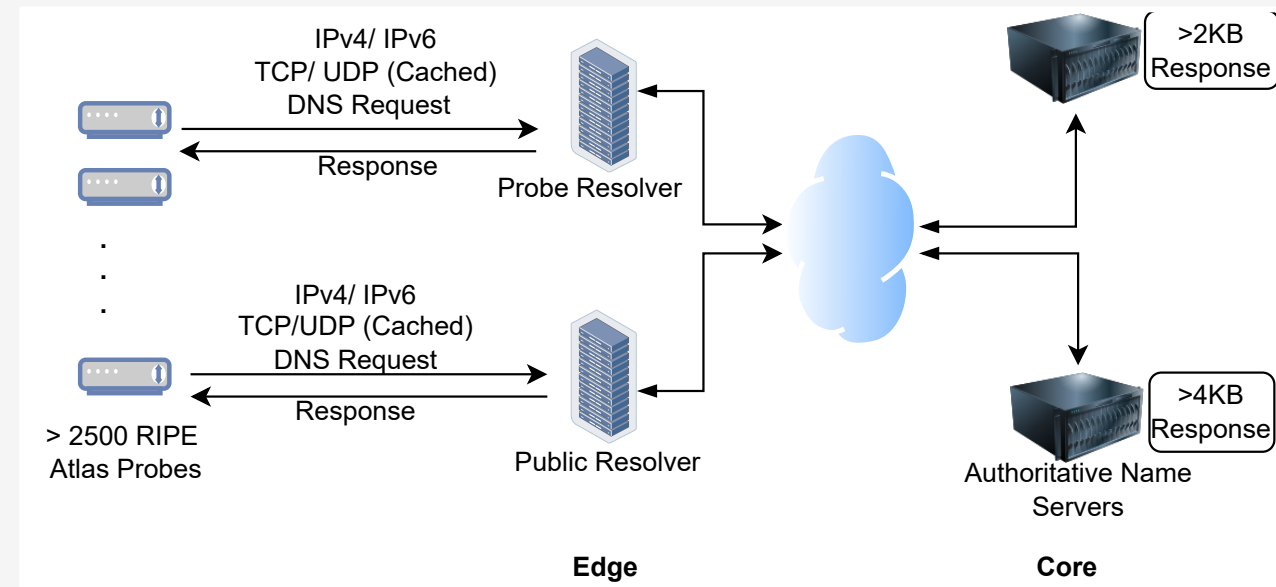 IPv4/ IPv6
TCP/ UDP (Cached)
DNS Request
Response
Probe Resolver
>2KB
Response
IPv4/ IPv6
TCP/UDP (Cached)
DNS Request
Response
Public Resolver
> 2500 RIPE
Atlas Probes
>4KB
Response
Authoritative Name
Servers
Edge
Core